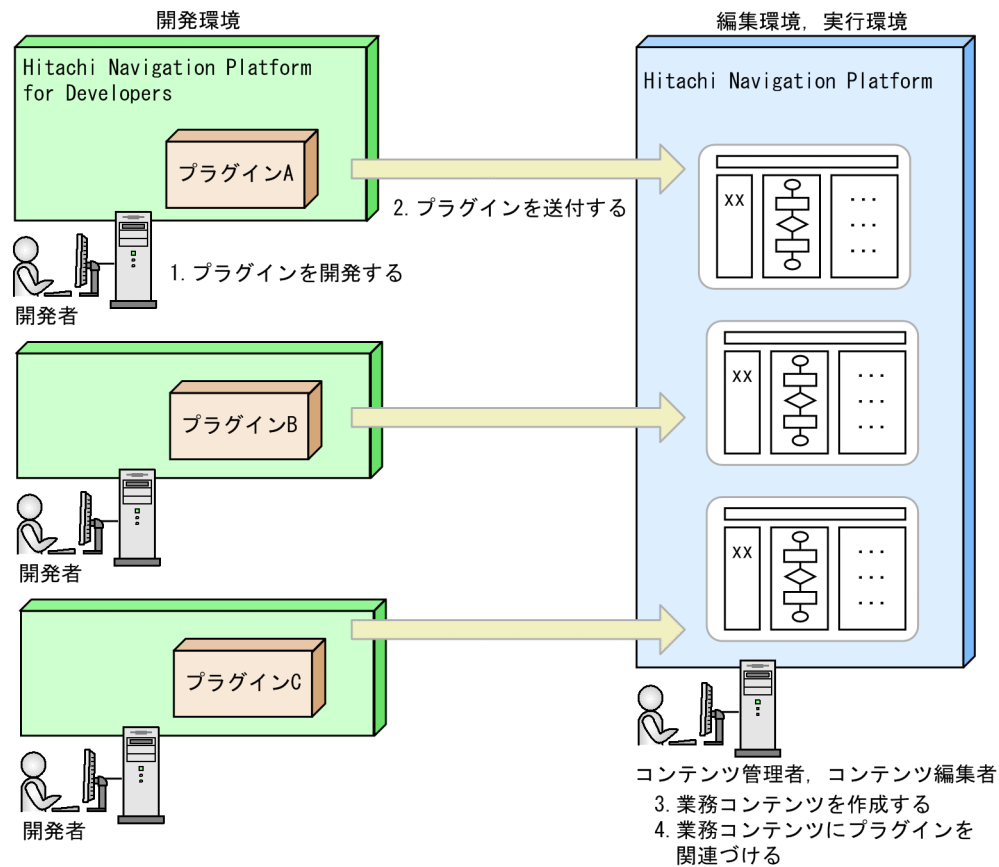 開発環境
編集環境，実行環境
Hitachi Navigation Platform
for Developers
プラグインA
2. プラグインを送付する
1. プラグインを開発する
開発者
プラグインB
開発者
プラグインC
開発者
Hitachi Navigation Platform
XX
...
...
...
XX
...
...
...
XX
...
...
...
コンテンツ管理者，コンテンツ編集者
3. 業務コンテンツを作成する
4. 業務コンテンツにプラグインを
関連づける